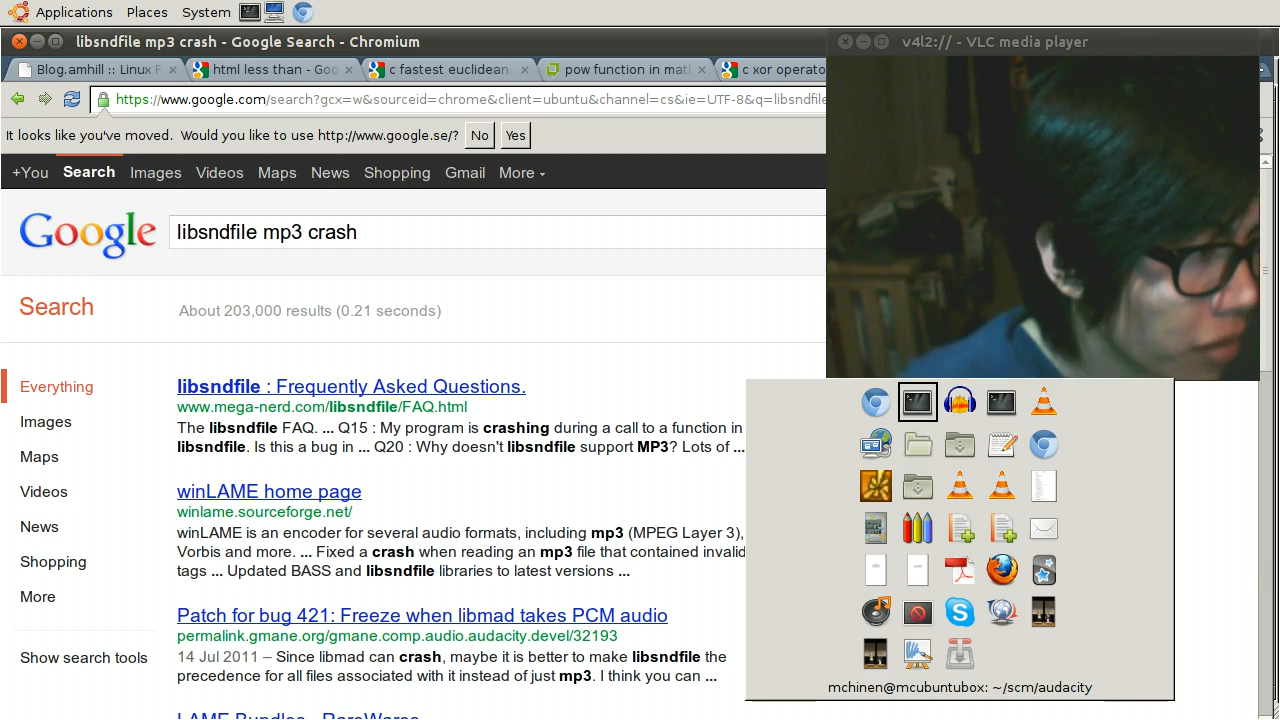 Applications Places System
libsndfile mp3 crash - Google Search - Chromium
v4l2:// - VLC media player
Blog.amhill :: Linux F
html less than - Goo
c fastest euclidean
pow function in mat
c xor operato
https://www.google.com/search?gcx=w&sourceid=chrome&client=ubuntu&channel=cs&ie=UTF-8&q=libsndfile
It looks like you've moved. Would you like to use http://www.google.se/? No Yes
+You Search Images Videos Maps News Shopping Gmail More
Google libsndfile mp3 crash
Search About 203,000 results (0.21 seconds)
Everything
Images
Maps
Videos
News
Shopping
More
Show search tools
libsndfile : Frequently Asked Questions.
www.mega-nerd.com/libsndfile/FAQ.html
The libsndfile FAQ. ... Q15 : My program is crashing during a call to a function in
libsndfile. Is this a bug in ... Q20 : Why doesn't libsndfile support MP3? Lots of ...
winLAME home page
winlame.sourceforge.net/
winLAME is an encoder for several audio formats, including mp3 (MPEG Layer 3),
Vorbis and more. ... Fixed a crash when reading an mp3 file that contained invalid
tags ... Updated BASS and libsndfile libraries to latest versions ...
Patch for bug 421: Freeze when libmad takes PCM audio
permalink.gmane.org/gmane.comp.audio.audacity.devel/32193
14 Jul 2011 – Since libmad can crash, maybe it is better to make libsndfile the
precedence for all files associated with it instead of just mp3. I think you can ...
LAME Bundles - RareWares
mchinen@mcubuntubox: ~/scm/audacity